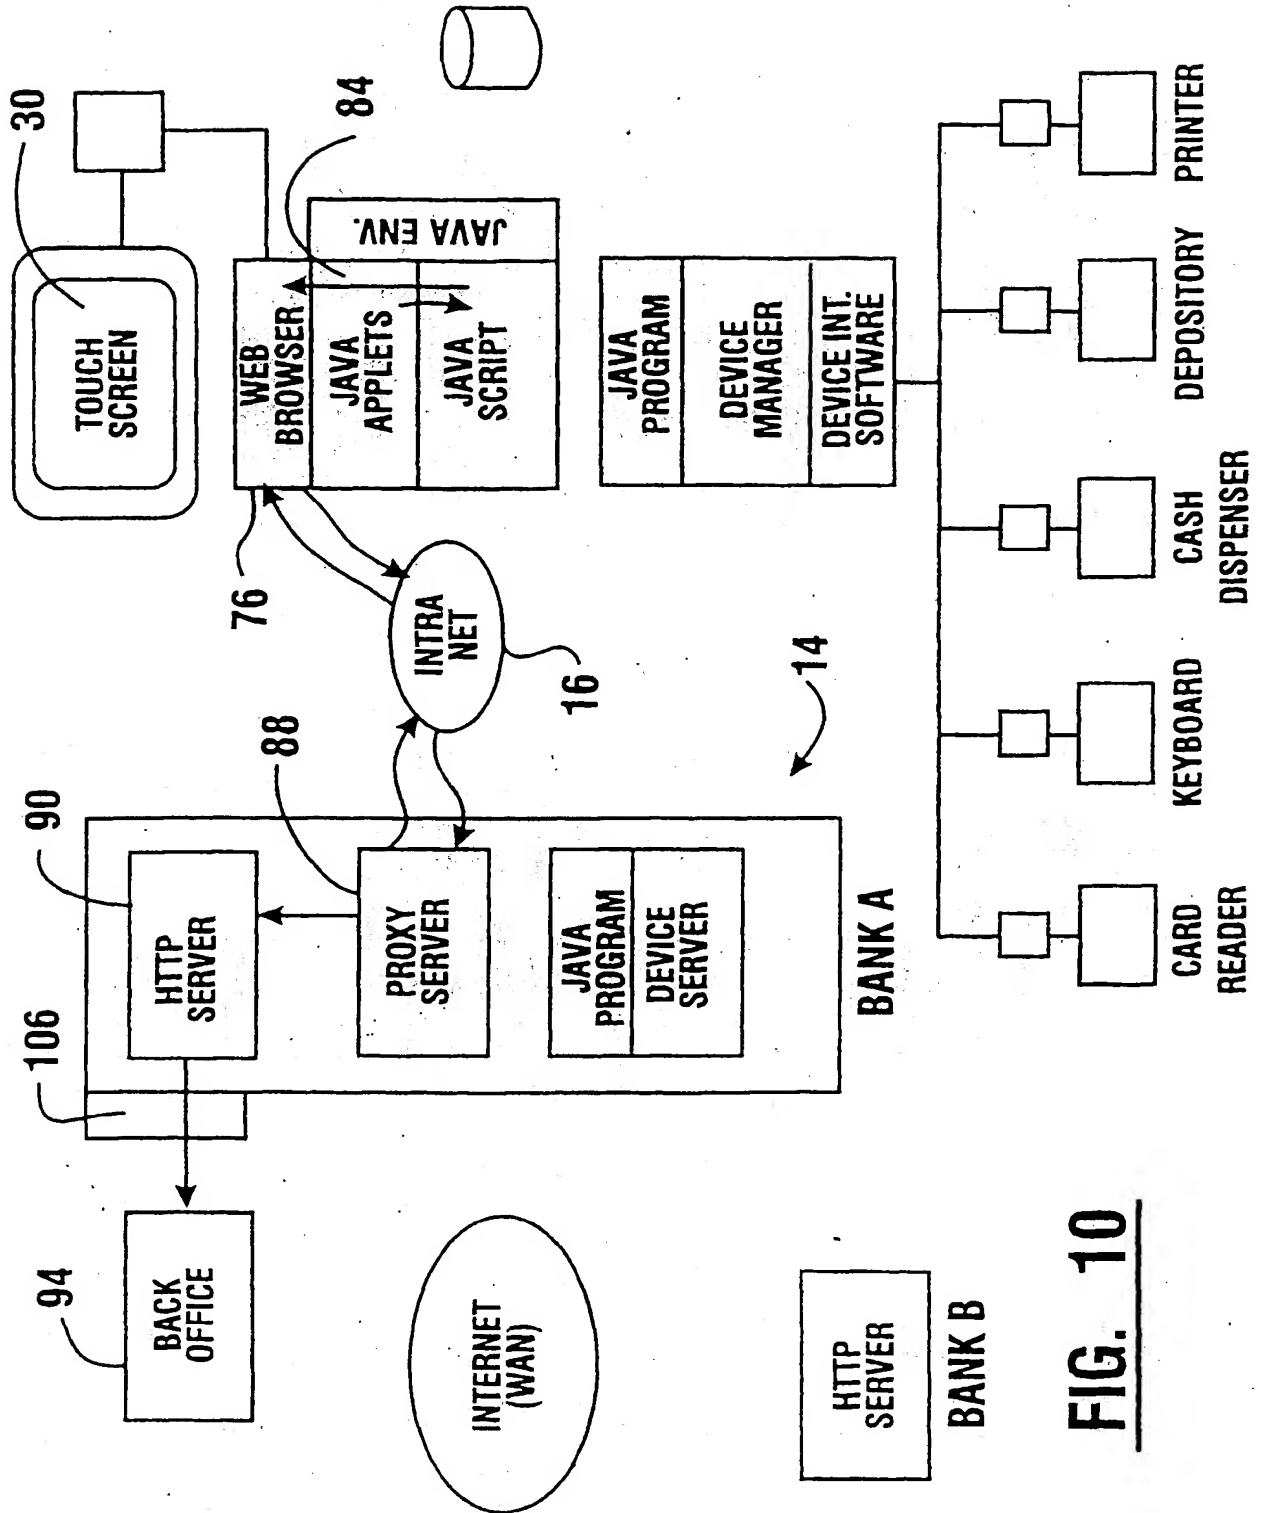 94
BACK
OFFICE
106
90
HTTP
SERVER
30
TOUCH
SCREEN
88
PROXY
SERVER
76
WEB
BROWSER
84
JAVA
APPLETS
JAVA
SCRIPT
JAVA ENV.
INTERNET
(WAN)
INTRA
NET
16
JAVA
PROGRAM
DEVICE
SERVER
BANK A
14
JAVA
PROGRAM
DEVICE
MANAGER
DEVICE INT.
SOFTWARE
HTTP
SERVER
BANK B
CARD
READER
KEYBOARD
CASH
DISPENSER
DEPOSITORY
PRINTER
FIG. 10